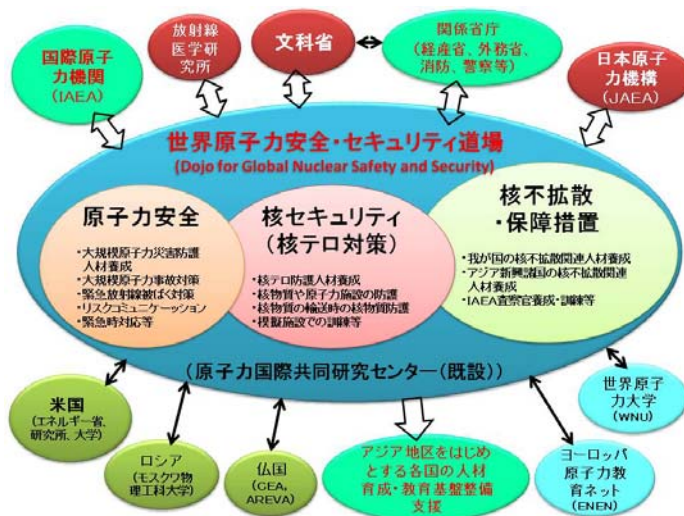 国際原子
力機関
(IAEA)
放射線
医学研
究所
文科省
関係省庁
(経産省、外務省、
消防、警察等)
日本原子
力機構
(JAEA)
世界原子力安全・セキュリティ道場
(Dojo for Global Nuclear Safety and Security)
原子力安全
・大規模原子力災害防護
人材養成
・大規模原子力事故対策
・緊急放射線被ばく対策
・リスクコミュニケーション
・緊急時対応等
核セキュリティ
(核テロ対策)
・核テロ防護人材養成
・核物質や原子力施設の防護
・核物質の輸送時の核物質防護
・模擬施設での訓練等
核不拡散
・保障措置
・我が国の核不拡散関連人材養成
・アジア新興諸国の核不拡散関連
人材養成
・IAEA査察官養成・訓練等
(原子力国際共同研究センター(既設))
米国
(エネルギー省、
研究所、大学)
ロシア
(モスクワ物
理工科大学)
仏国
(CEA,
AREVA)
アジア地区をはじめ
とする各国の人材
育成・教育基盤整備
支援
ヨーロッパ
原子力教
育ネット
(ENEN)
世界原子
力大学
(WNU)